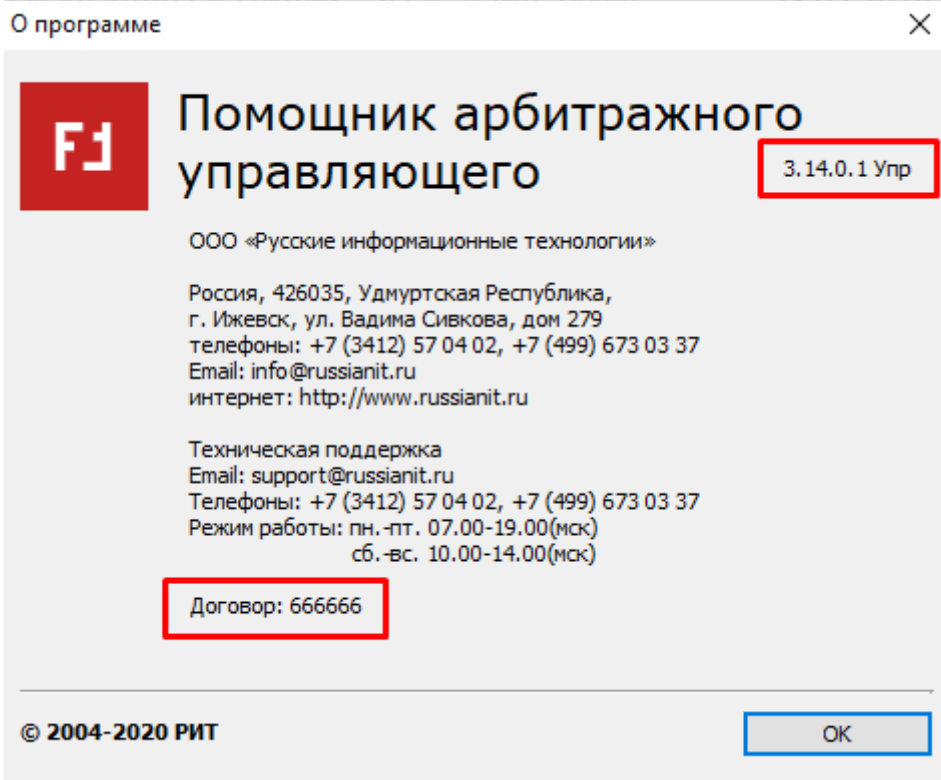 О программе
Помощник арбитражного
управляющего
3.14.0.1 Упр
ООО «Русские информационные технологии»
Россия, 426035, Удмуртская Республика,
г. Ижевск, ул. Вадима Сивкова, дом 279
телефоны: +7 (3412) 57 04 02, +7 (499) 673 03 37
Email: info@russianit.ru
интернет: http://www.russianit.ru
Техническая поддержка
Email: support@russianit.ru
Телефоны: +7 (3412) 57 04 02, +7 (499) 673 03 37
Режим работы: пн.-пт. 07.00-19.00(мск)
сб.-вс. 10.00-14.00(мск)
Договор: 666666
© 2004-2020 РИТ
OK